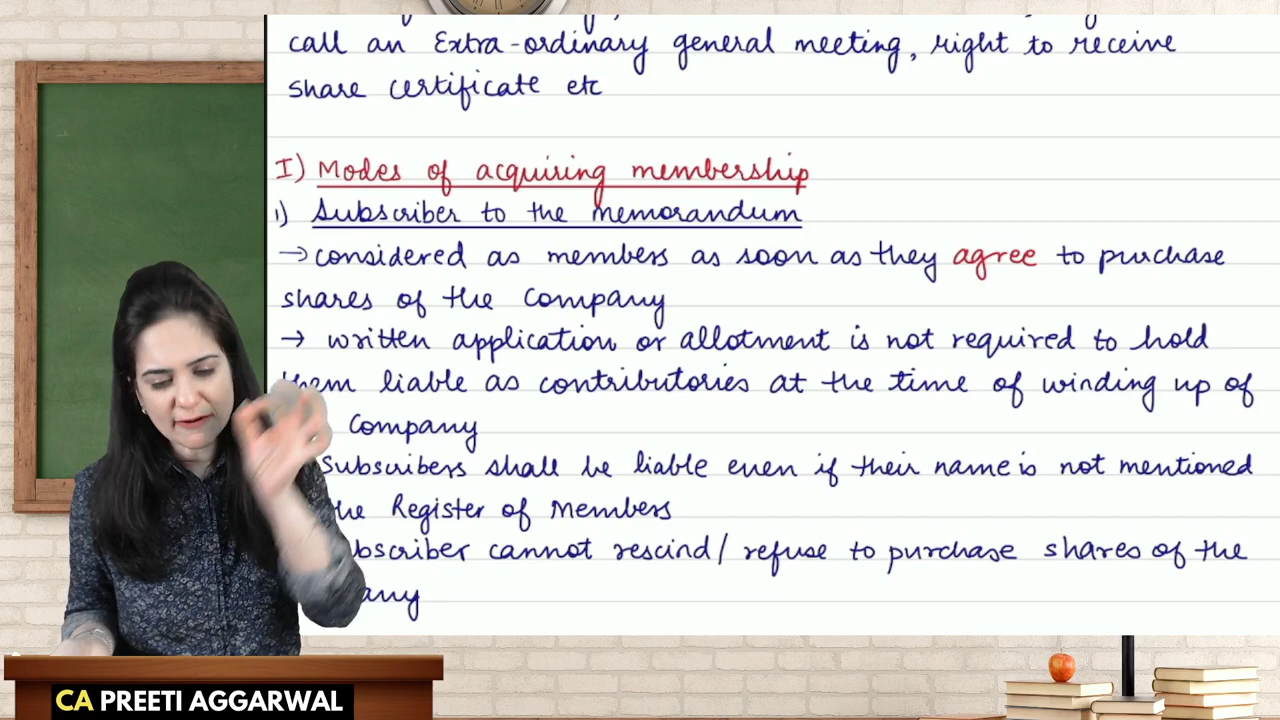 call an Extra-ordinary general meeting, right to receive
share certificate etc
I) Modes of acquiring membership
1) Subscriber to the memorandum
→ considered as members as soon as they agree to purchase
shares of the Company
→ written application or allotment is not required to hold
them liable as contributories at the time of winding up of
Company
Subscribers shall be liable even if their name is not mentioned
the Register of Members
bscriber cannot rescind/ refuse to purchase shares of the
any
CA PREETI AGGARWAL